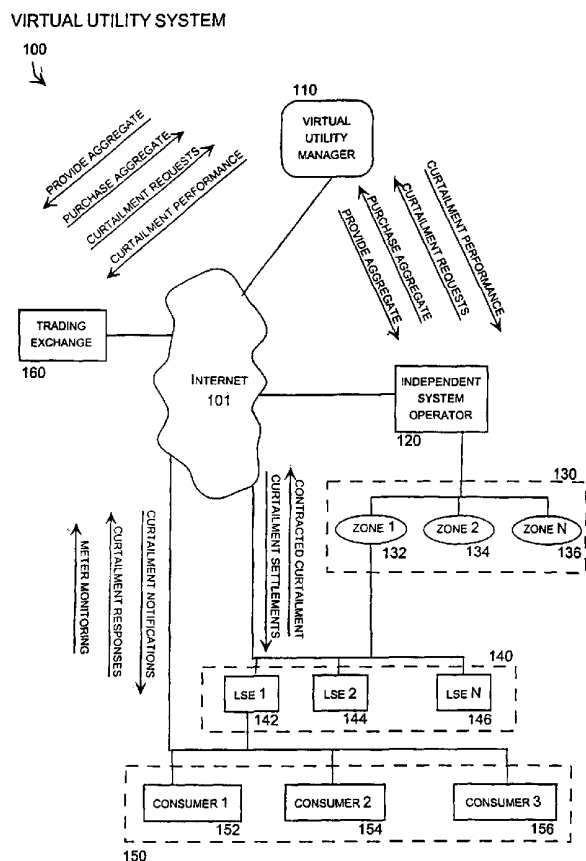 VIRTUAL UTILITY SYSTEM
100
110
VIRTUAL
UTILITY
MANAGER
PROVIDE AGGREGATE
PURCHASE AGGREGATE
CURTAILMENT REQUESTS
CURTAILMENT PERFORMANCE
CURTAILMENT PERFORMANCE
CURTAILMENT REQUESTS
PURCHASE AGGREGATE
PROVIDE AGGREGATE
TRADING
EXCHANGE
160
INTERNET
101
INDEPENDENT
SYSTEM
OPERATOR
120
130
ZONE 1
132
ZONE 2
134
ZONE N
136
METER MONITORING
CURTAILMENT RESPONSES
CURTAILMENT NOTIFICATIONS
CURTAILMENT SETTLEMENTS
CONTRACTED CURTAILMENT
140
LSE 1
142
LSE 2
144
LSE N
146
CONSUMER 1
152
CONSUMER 2
154
CONSUMER 3
156
150